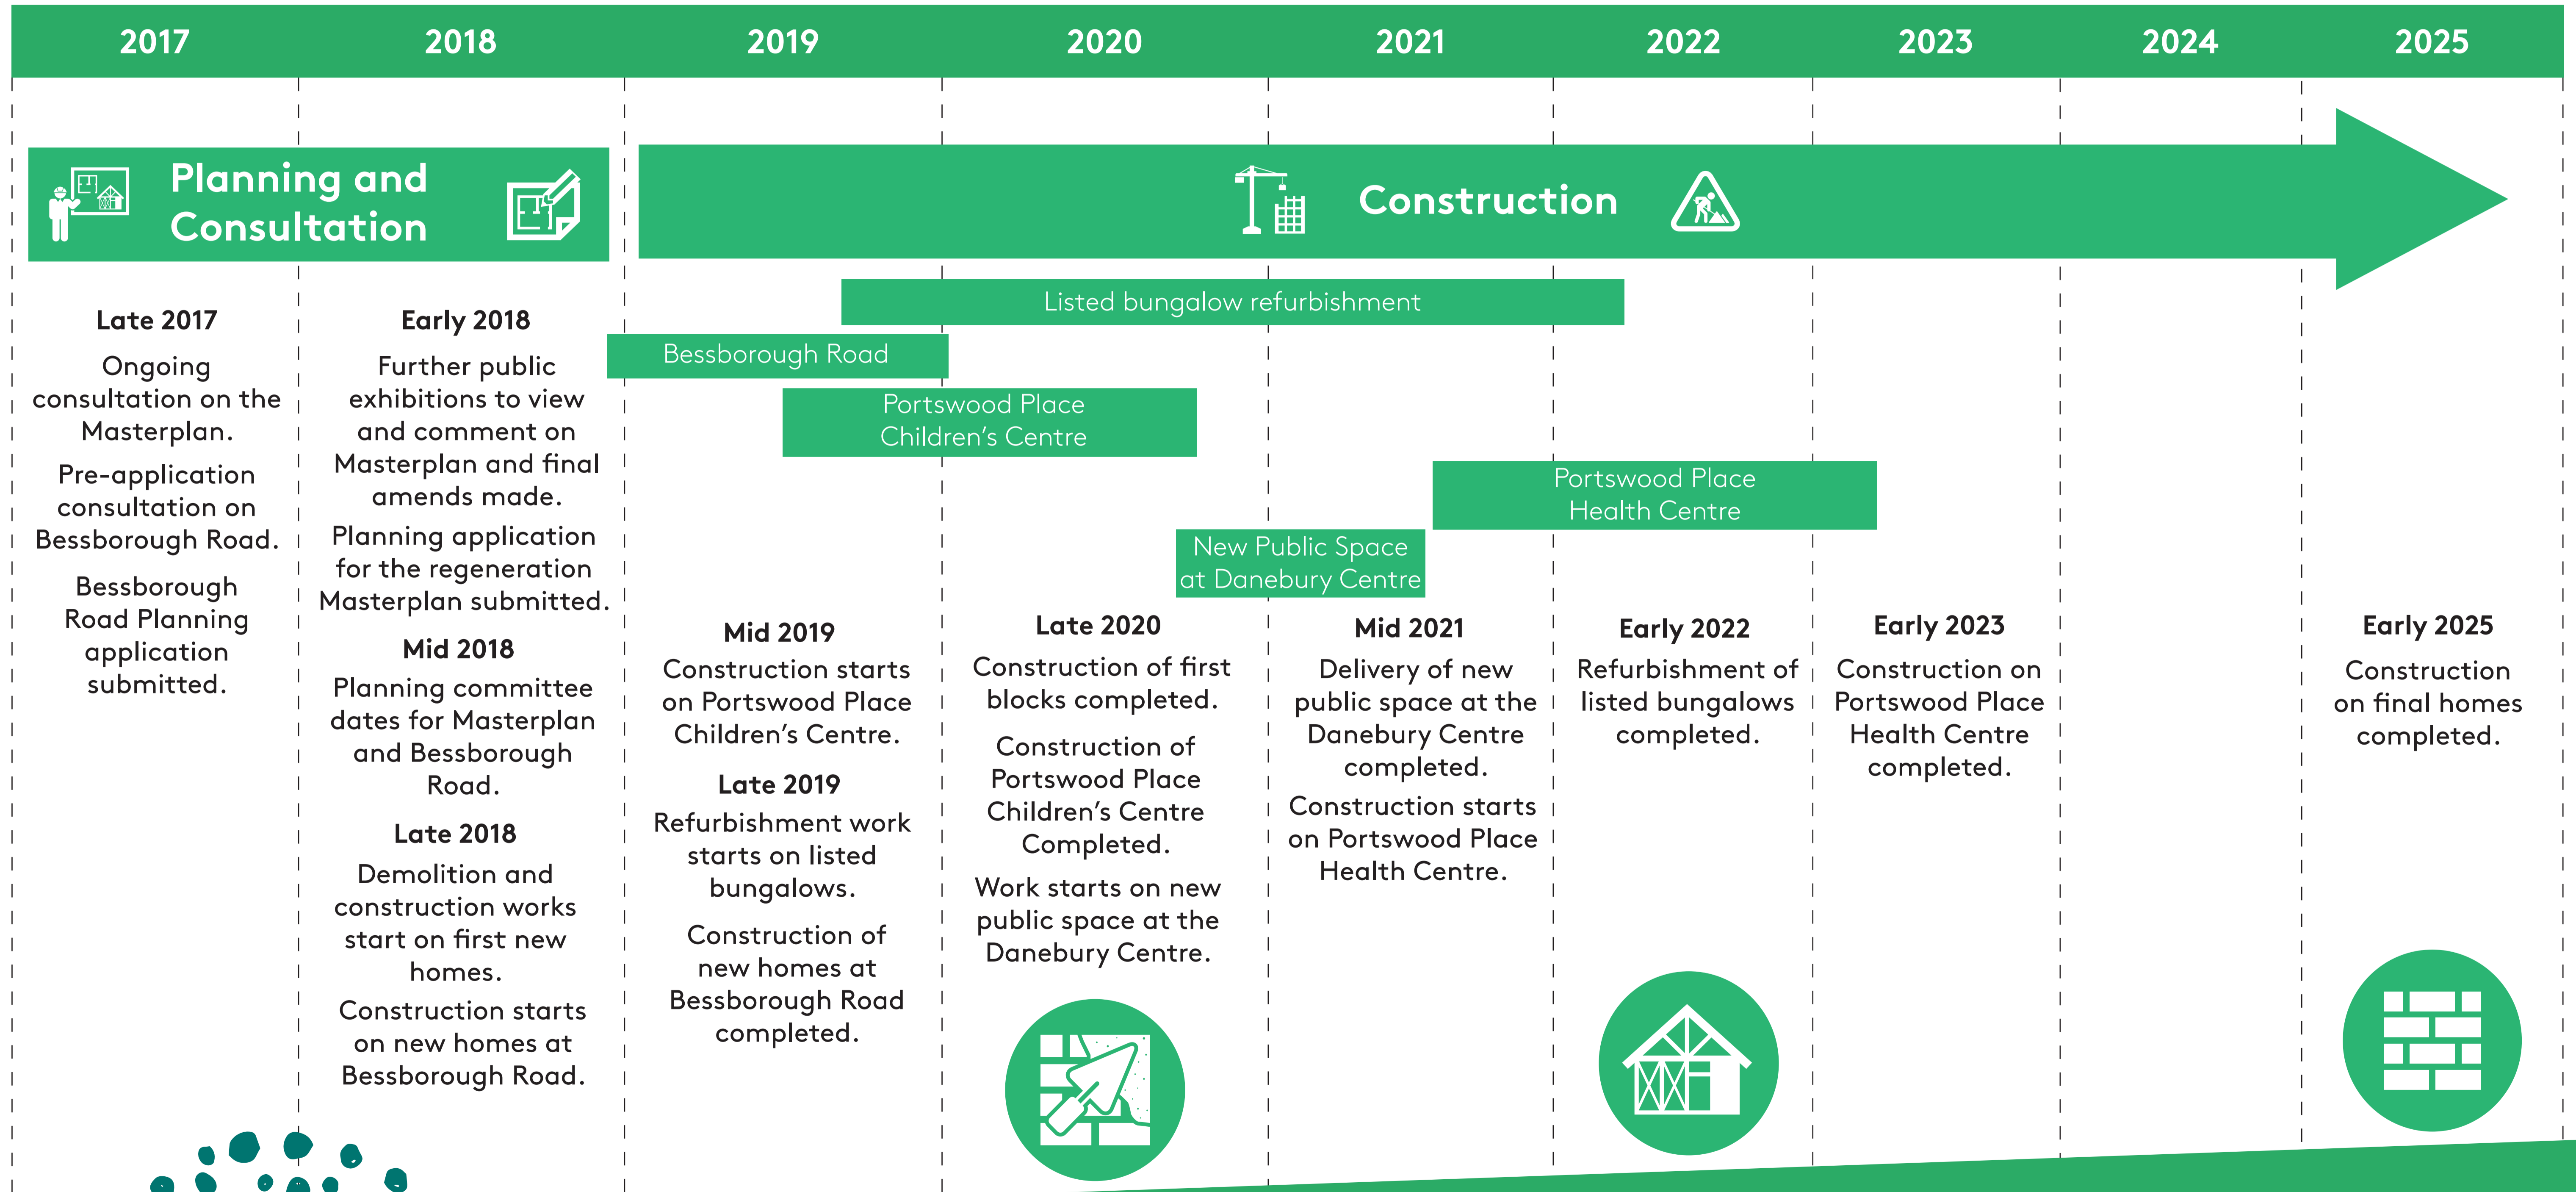 2017
2018
2019
2020
2021
2022
2023
2024
2025
Planning and
Consultation
Construction
Listed bungalow refurbishment
Bessborough Road
Portswood Place
Children’s Centre
Portswood Place
Health Centre
New Public Space
at Danebury Centre
Late 2017
Ongoing
consultation on the
Masterplan.
Pre-application
consultation on
Bessborough Road.
Bessborough
Road Planning
application
submitted.
Early 2018
Further public
exhibitions to view
and comment on
Masterplan and final
amends made.
Planning application
for the regeneration
Masterplan submitted.
Mid 2018
Planning committee
dates for Masterplan
and Bessborough
Road.
Late 2018
Demolition and
construction works
start on first new
homes.
Construction starts
on new homes at
Bessborough Road.
Mid 2019
Construction starts
on Portswood Place
Children’s Centre.
Late 2019
Refurbishment work
starts on listed
bungalows.
Construction of
new homes at
Bessborough Road
completed.
Late 2020
Construction of first
blocks completed.
Construction of
Portswood Place
Children’s Centre
Completed.
Work starts on new
public space at the
Danebury Centre.
Mid 2021
Delivery of new
public space at the
Danebury Centre
completed.
Construction starts
on Portswood Place
Health Centre.
Early 2022
Refurbishment of
listed bungalows
completed.
Early 2023
Construction on
Portswood Place
Health Centre
completed.
Early 2025
Construction
on final homes
completed.